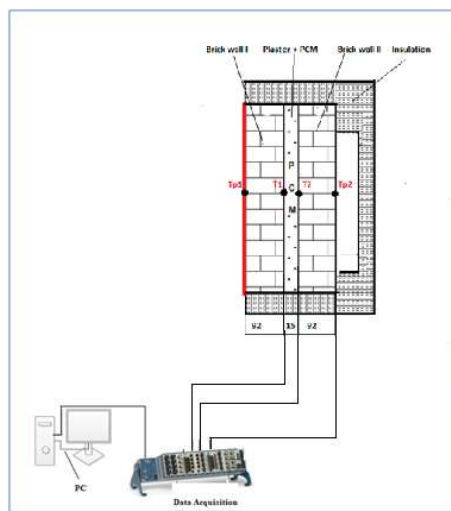 Brick wall I Plaster + PCM Brick wall II Insulation
P
Tp1 T1 C T2 Tp2
M
92 15 92
PC
Data Acquisition